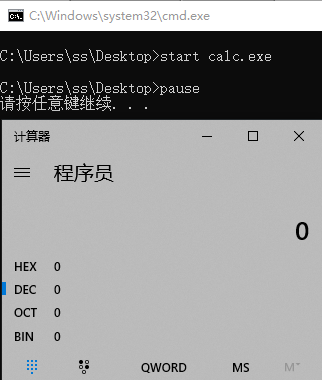 C:\Windows\system32\cmd.exe
C:\Users\ss\Desktop>start calc.exe
C:\Users\ss\Desktop>pause
请按任意键继续. . .
计算器
程序员
0
HEX 0
DEC 0
OCT 0
BIN 0
QWORD MS M˅